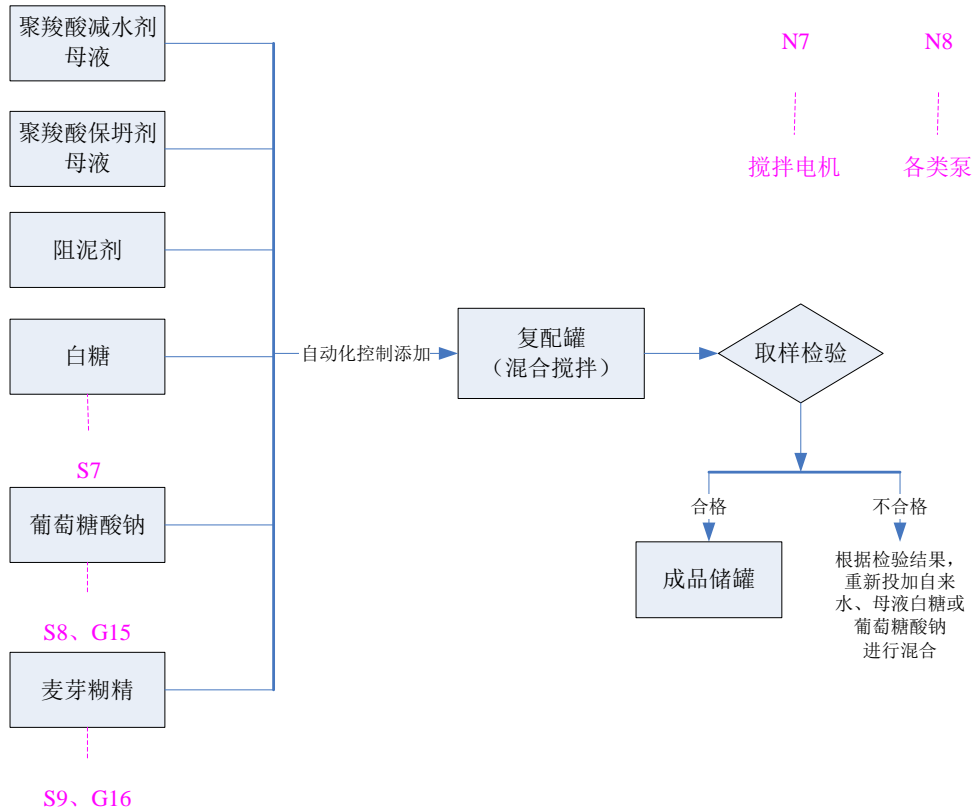 聚羧酸减水剂
母液
聚羧酸保坍剂
母液
阻泥剂
白糖
S7
葡萄糖酸钠
S8、G15
麦芽糊精
S9、G16
自动化控制添加
复配罐
（混合搅拌）
取样检验
合格
不合格
成品储罐
根据检验结果，
重新投加自来
水、母液白糖或
葡萄糖酸钠
进行混合
N7
N8
搅拌电机
各类泵